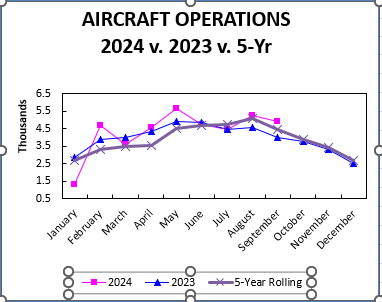 AIRCRAFT OPERATIONS
2024 v. 2023 v. 5-Yr
Thousands
6.5
5.5
4.5
3.5
2.5
1.5
0.5
January
February
March
April
May
June
July
August
September
October
November
December
2024
2023
5-Year Rolling